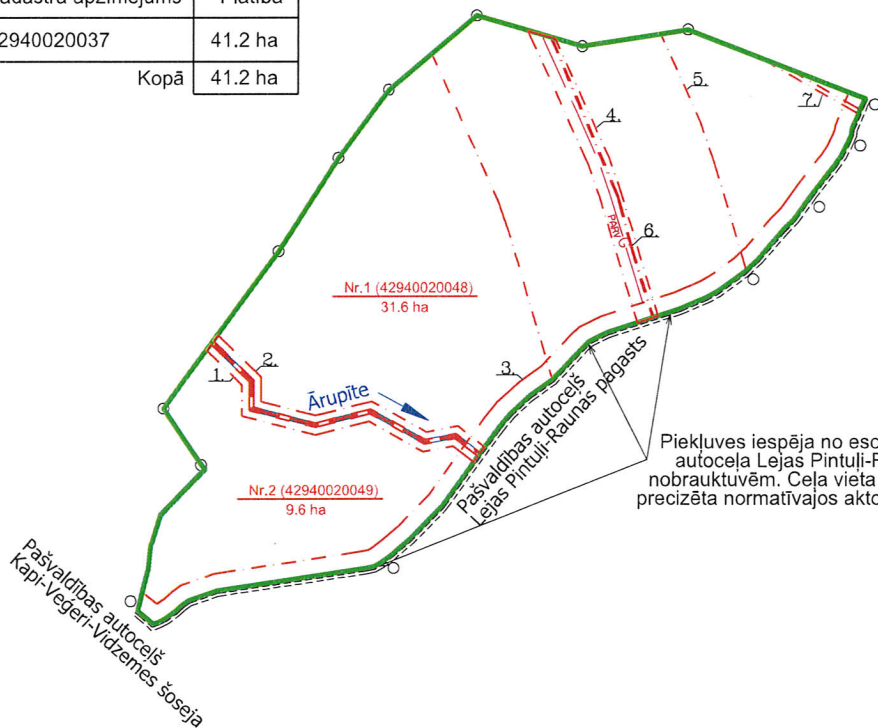 adastra apzīmējums Platība
2940020037 41.2 ha
Kopā 41.2 ha
4.
5.
7.
6.
PĀRV G
Nr.1 (42940020048)
31.6 ha
1.
2.
3.
Ārupīte
Nr.2 (42940020049)
9.6 ha
Pašvaldības autoceļš
Lejas Pintuļi-Raunas pagasts
Piekļuves iespēja no eso
autoceļa Lejas Pintuļi-R
nobrauktuvēm. Ceļa vieta
precizēta normatīvajos akto
Pašvaldības autoceļš
Kapi-Veģeri-Vidzemes šoseja